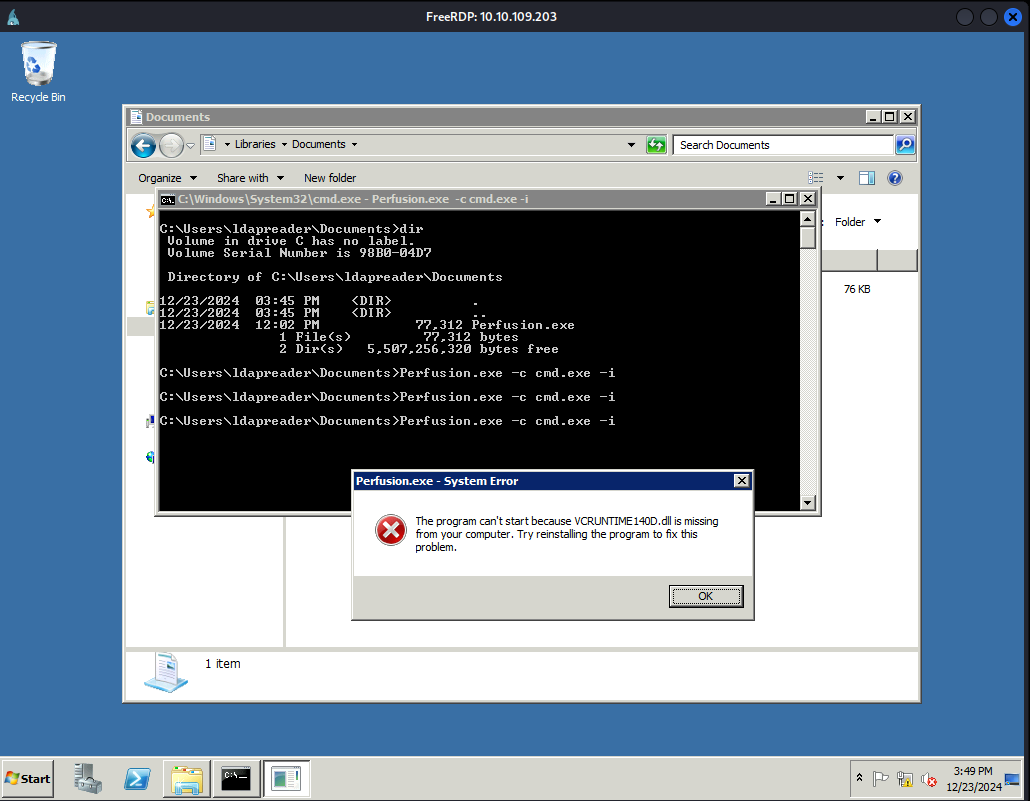 FreeRDP: 10.10.109.203
Recycle Bin
Documents
Libraries Documents
Search Documents
Organize Share with New folder
C:\Windows\System32\cmd.exe - Perfusion.exe -c cmd.exe -i
Folder
76 KB
C:\Users\ldapreader\Documents>dir
Volume in drive C has no label.
Volume Serial Number is 98B0-04D7
Directory of C:\Users\ldapreader\Documents
12/23/2024 03:45 PM <DIR> .
12/23/2024 03:45 PM <DIR> ..
12/23/2024 12:02 PM 77,312 Perfusion.exe
1 File(s) 77,312 bytes
2 Dir(s) 5,507,256,320 bytes free
C:\Users\ldapreader\Documents>Perfusion.exe -c cmd.exe -i
C:\Users\ldapreader\Documents>Perfusion.exe -c cmd.exe -i
C:\Users\ldapreader\Documents>Perfusion.exe -c cmd.exe -i
Perfusion.exe - System Error
The program can't start because VCRUNTIME140D.dll is missing
from your computer. Try reinstalling the program to fix this
problem.
OK
1 item
Start
3:49 PM
12/23/2024